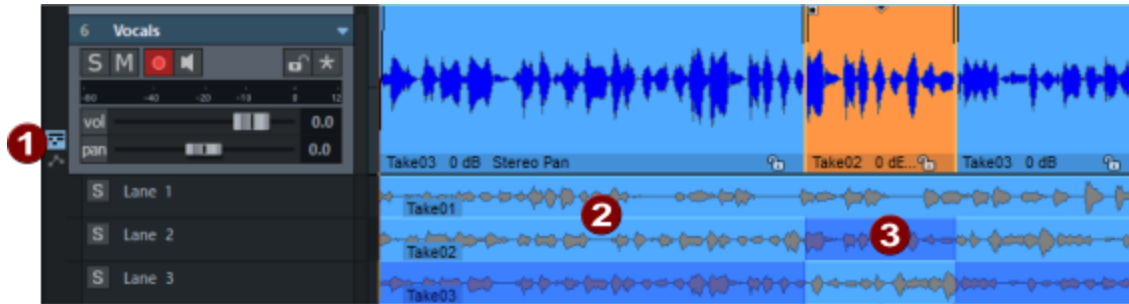 6 Vocals
S M
-60 -40 -20 -10 12
vol 0.0
pan 0.0
1
Take03 0 dB Stereo Pan
Take02 0 dE...
Take03 0 dB
S Lane 1
Take01
2
S Lane 2
Take02
3
S Lane 3
Take03